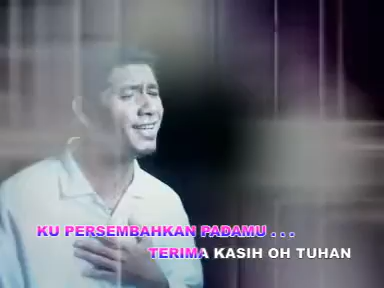 KU PERSEMBAHKAN PADAMU . . .
TERIMA KASIH OH TUHAN